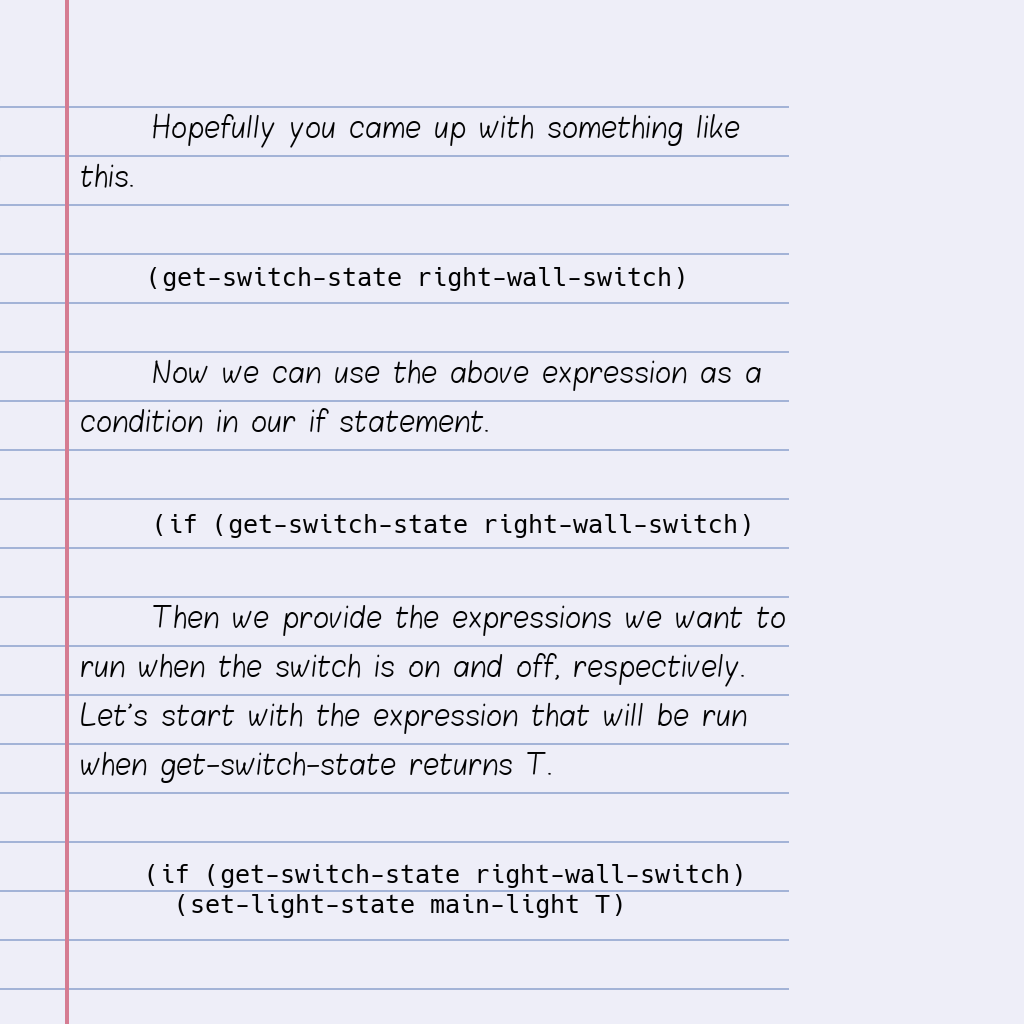 Hopefully you came up with something like
this.
(get-switch-state right-wall-switch)
Now we can use the above expression as a
condition in our if statement.
(if (get-switch-state right-wall-switch)
Then we provide the expressions we want to
run when the switch is on and off, respectively.
Let's start with the expression that will be run
when get-switch-state returns T.
(if (get-switch-state right-wall-switch)
(set-light-state main-light T)